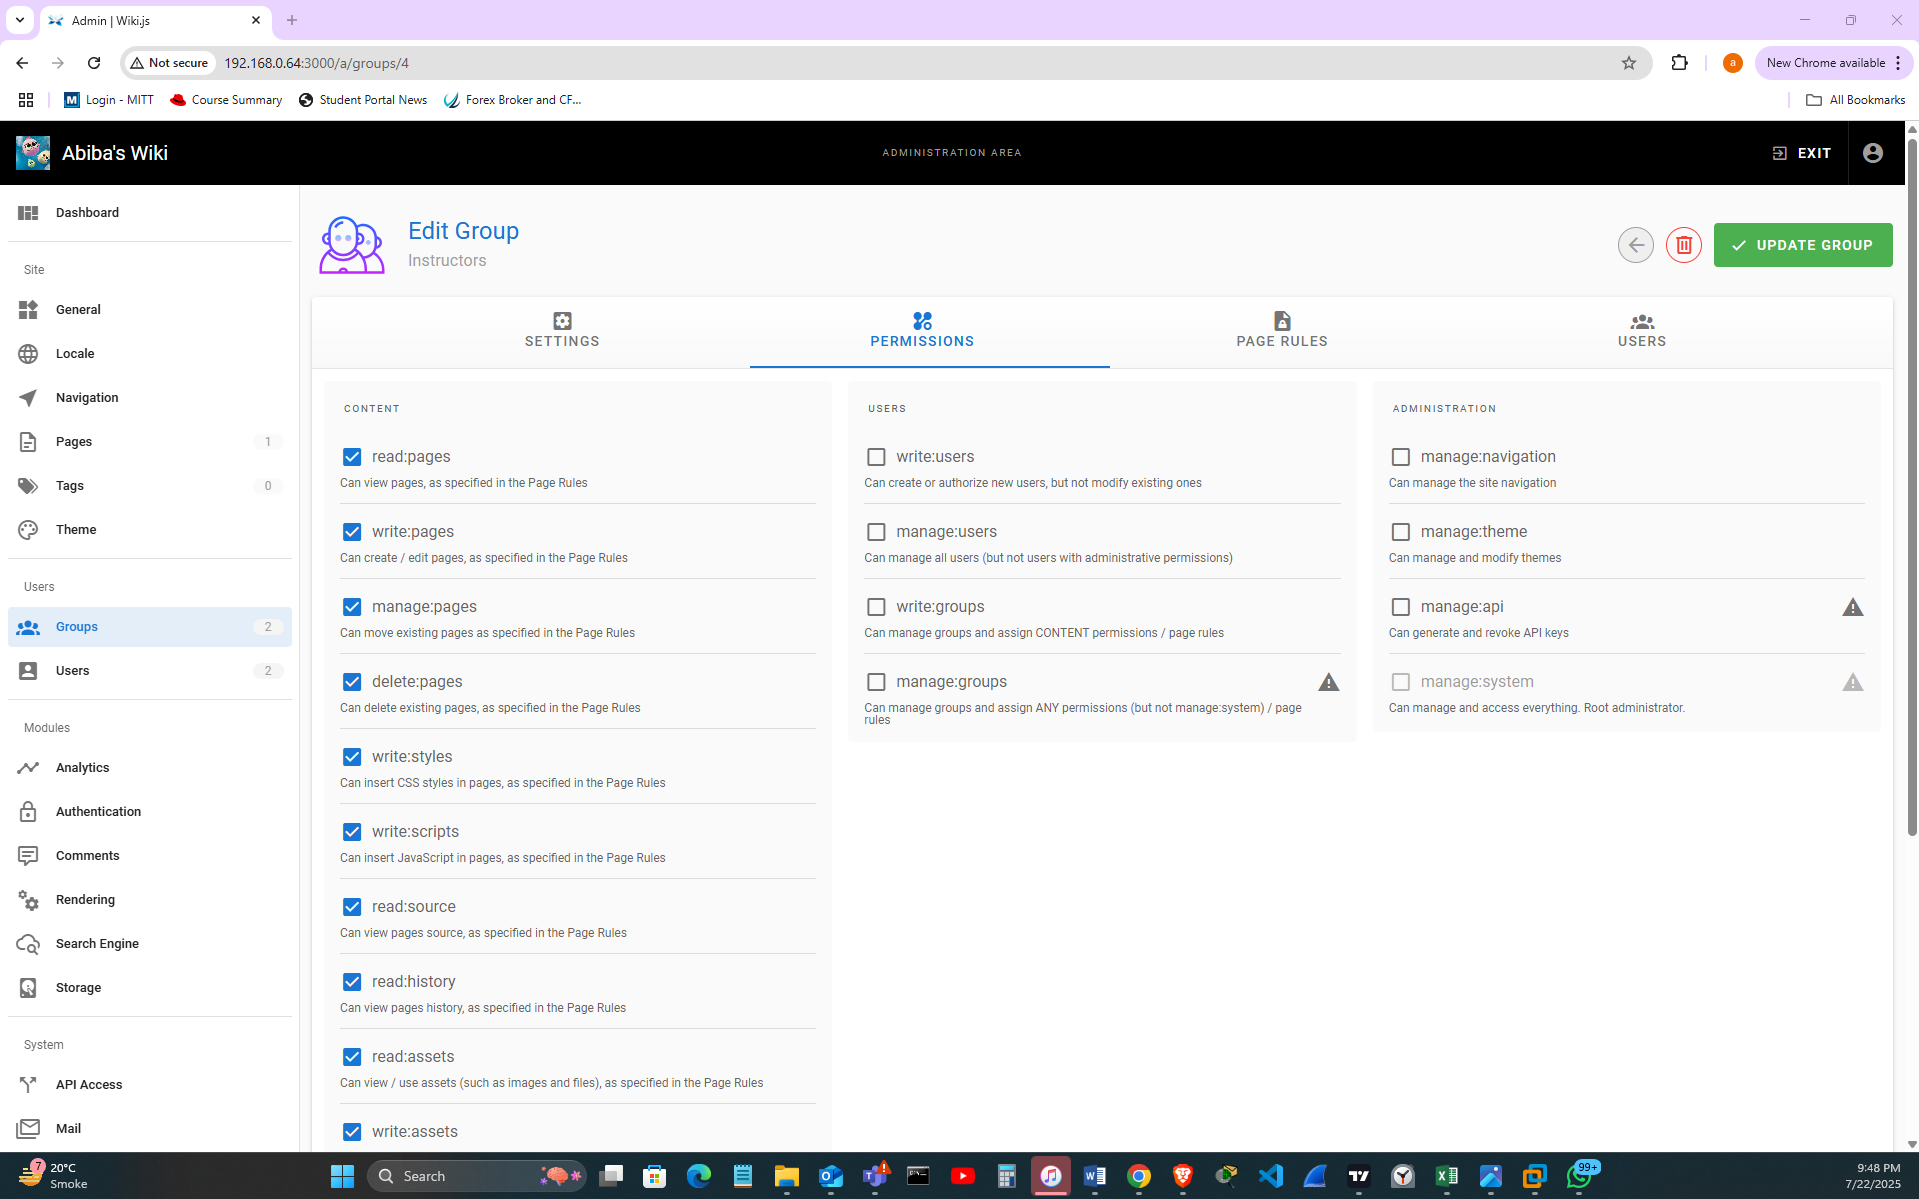 Admin | Wiki.js
Not secure
192.168.0.64:3000/a/groups/4
a
New Chrome available
Login - MITT
Course Summary
Student Portal News
Forex Broker and CF...
All Bookmarks
Abiba's Wiki
ADMINISTRATION AREA
EXIT
Dashboard
Site
General
Locale
Navigation
Pages 1
Tags 0
Theme
Users
Groups 2
Users 2
Modules
Analytics
Authentication
Comments
Rendering
Search Engine
Storage
System
API Access
Mail
Edit Group
Instructors
UPDATE GROUP
SETTINGS
PERMISSIONS
PAGE RULES
USERS
CONTENT
read:pages
Can view pages, as specified in the Page Rules
write:pages
Can create / edit pages, as specified in the Page Rules
manage:pages
Can move existing pages as specified in the Page Rules
delete:pages
Can delete existing pages, as specified in the Page Rules
write:styles
Can insert CSS styles in pages, as specified in the Page Rules
write:scripts
Can insert JavaScript in pages, as specified in the Page Rules
read:source
Can view pages source, as specified in the Page Rules
read:history
Can view pages history, as specified in the Page Rules
read:assets
Can view / use assets (such as images and files), as specified in the Page Rules
write:assets
USERS
write:users
Can create or authorize new users, but not modify existing ones
manage:users
Can manage all users (but not users with administrative permissions)
write:groups
Can manage groups and assign CONTENT permissions / page rules
manage:groups
Can manage groups and assign ANY permissions (but not manage:system) / page
rules
ADMINISTRATION
manage:navigation
Can manage the site navigation
manage:theme
Can manage and modify themes
manage:api
Can generate and revoke API keys
manage:system
Can manage and access everything. Root administrator.
7
20°C
Smoke
Search
99+
9:48 PM
7/22/2025